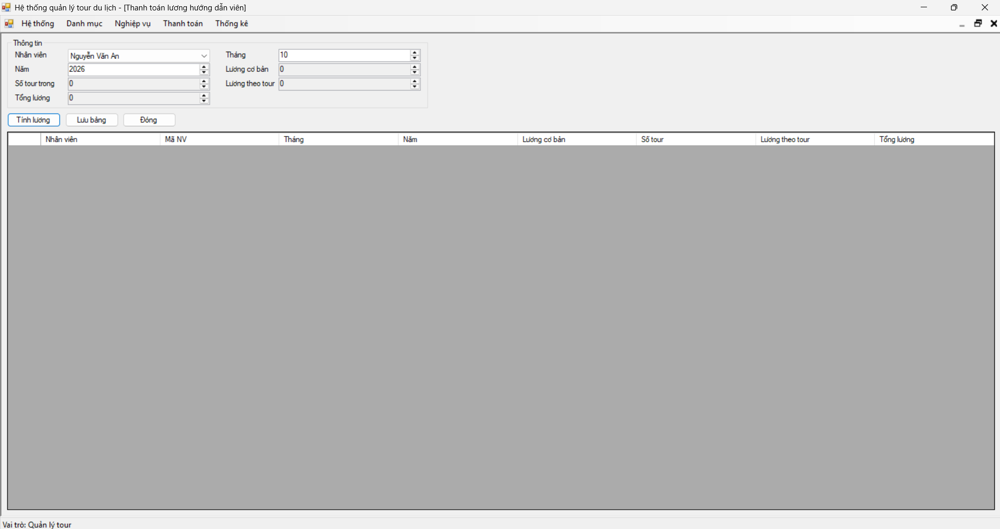 Hệ thống quản lý tour du lịch - [Thanh toán lương hướng dẫn viên]
Hệ thống Danh mục Nghiệp vụ Thanh toán Thống kê
Thông tin
Nhân viên Nguyễn Văn An Tháng 10
Năm 2026 Lương cơ bản 0
Số tour trong 0 Lương theo tour 0
Tổng lương 0
Tính lương Lưu bảng Đóng
Nhân viên Mã NV Tháng Năm Lương cơ bản Số tour Lương theo tour Tổng lương
Vai trò: Quản lý tour